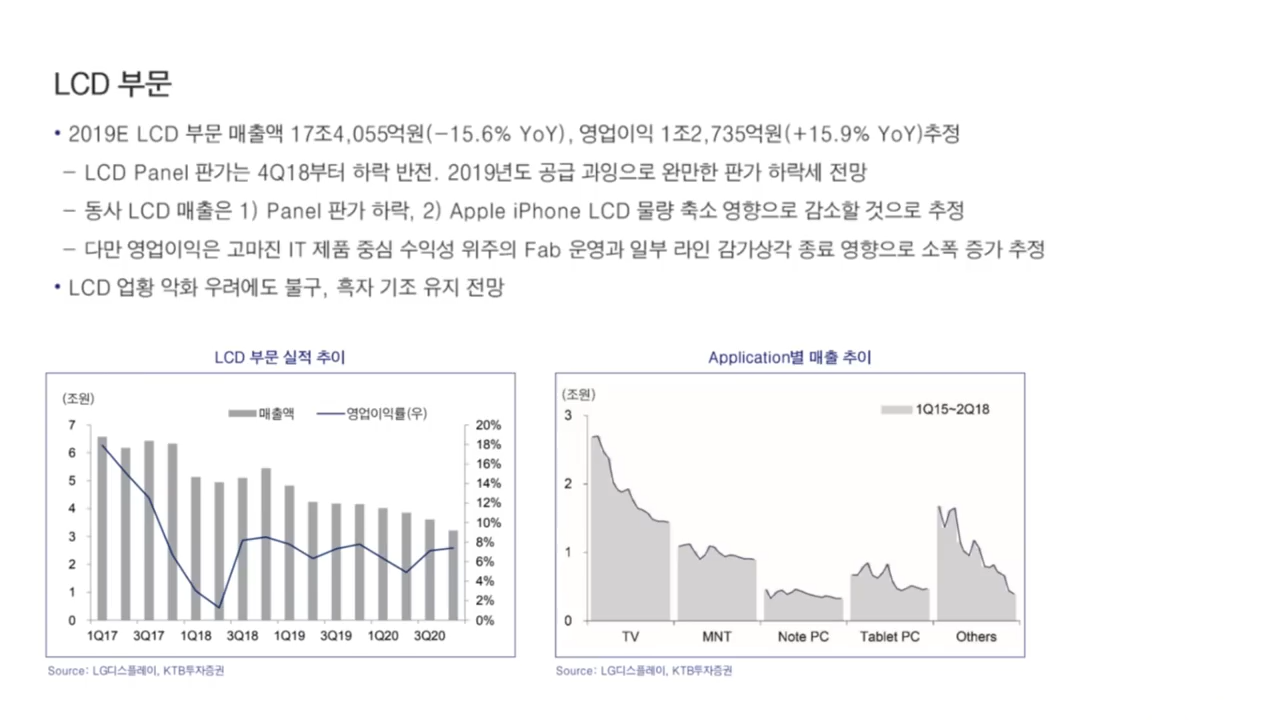 LCD 부문
• 2019E LCD 부문 매출액 17조4,055억원(-15.6% YoY), 영업이익 1조2,735억원(+15.9% YoY)추정
– LCD Panel 판가는 4Q18부터 하락 반전. 2019년도 공급 과잉으로 완만한 판가 하락세 전망
– 동사 LCD 매출은 1) Panel 판가 하락, 2) Apple iPhone LCD 물량 축소 영향으로 감소할 것으로 추정
– 다만 영업이익은 고마진 IT 제품 중심 수익성 위주의 Fab 운영과 일부 라인 감가상각 종료 영향으로 소폭 증가 추정
• LCD 업황 악화 우려에도 불구, 흑자 기조 유지 전망
LCD 부문 실적 추이
(조원)
매출액 영업이익률(우)
7 20%
18%
6 16%
5 14%
4 12%
10%
3 8%
2 6%
4%
1 2%
0 0%
1Q17 3Q17 1Q18 3Q18 1Q19 3Q19 1Q20 3Q20
Source: LG디스플레이, KTB투자증권
Application별 매출 추이
(조원)
1Q15~2Q18
3
2
1
0
TV MNT Note PC Tablet PC Others
Source: LG디스플레이, KTB투자증권